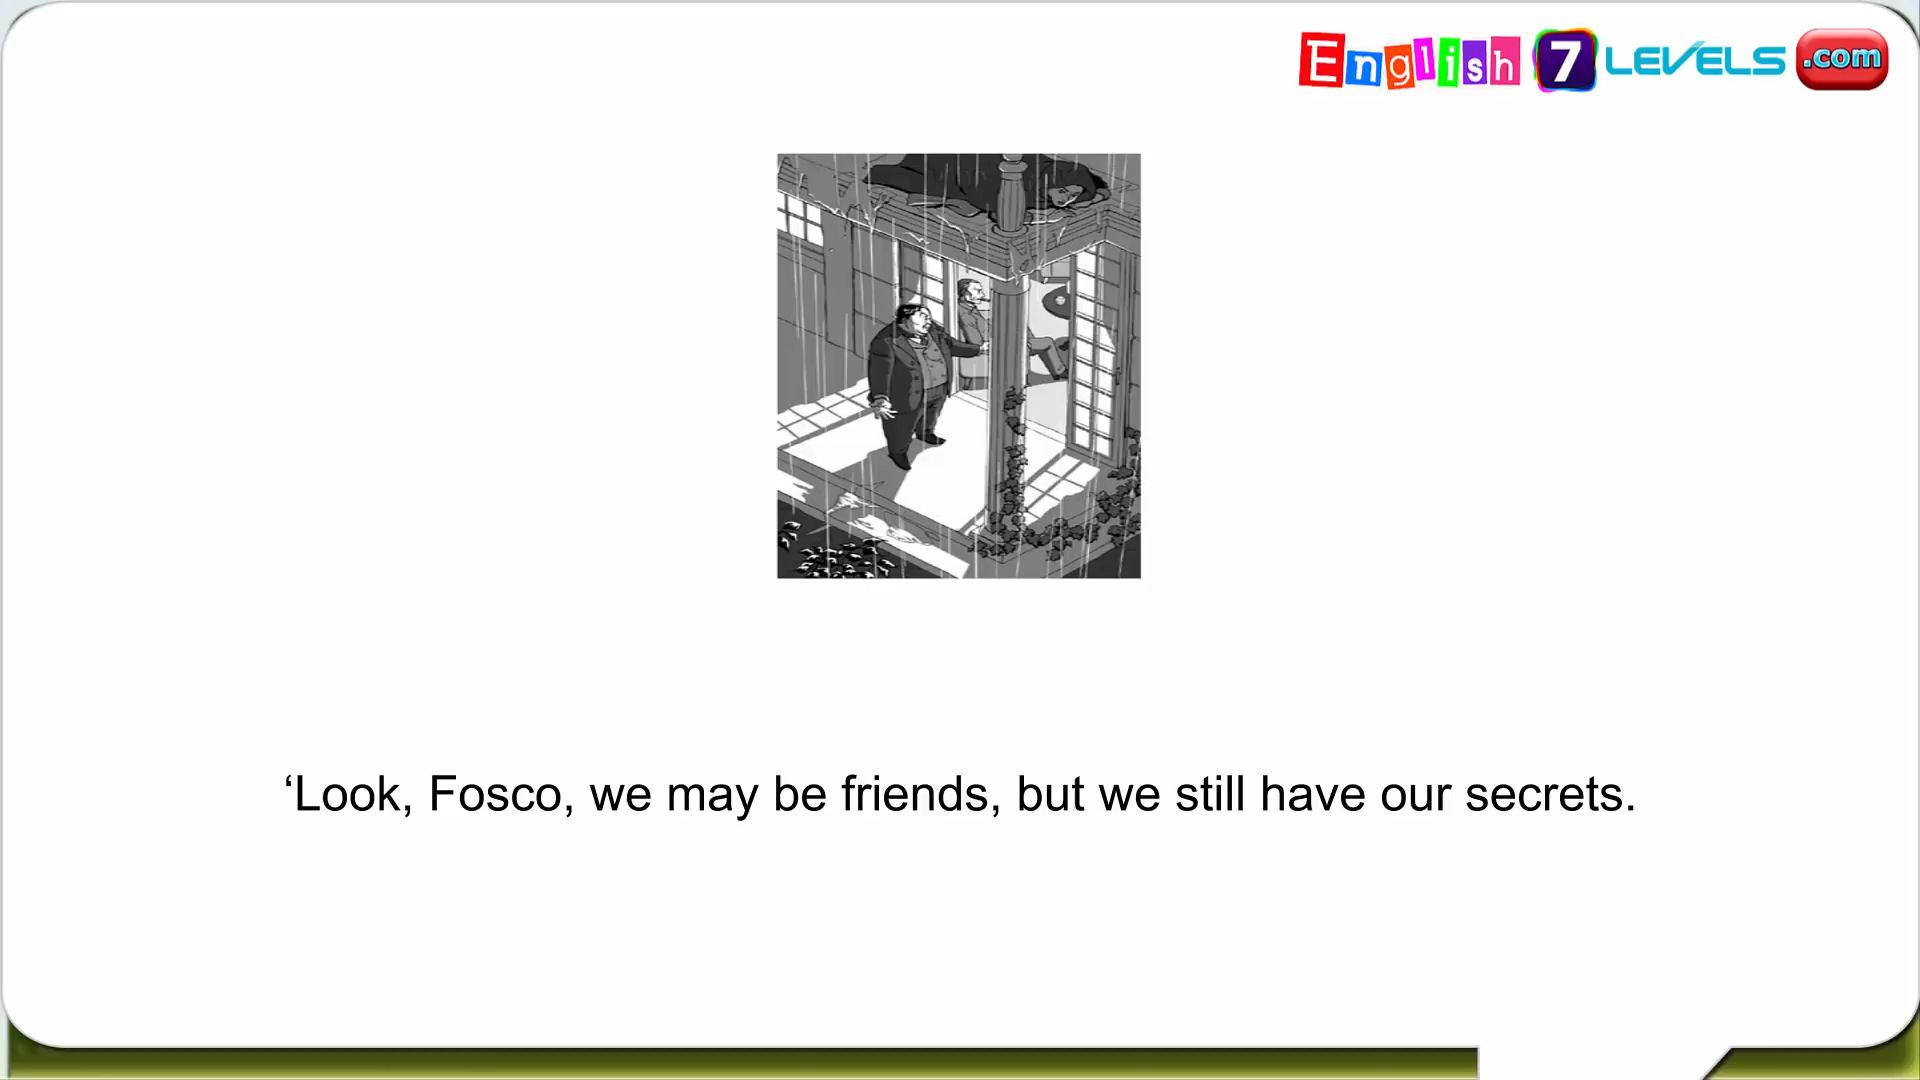 English 7 LEVELS .com
‘Look, Fosco, we may be friends, but we still have our secrets.